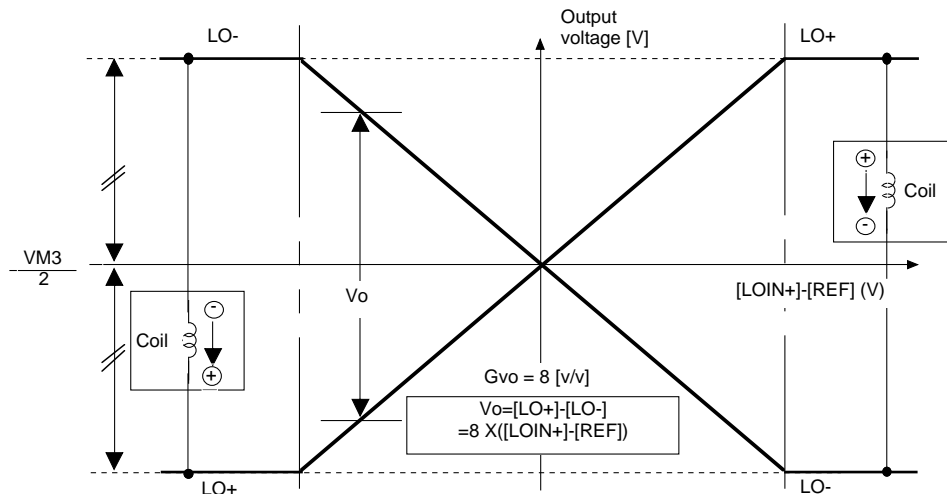 Output
voltage [V]
LO-
LO+
+
Coil
-
VM3
2
[LOIN+]-[REF] (V)
Vo
-
Coil
+
Gvo = 8 [v/v]
Vo=[LO+]-[LO-]
=8 X([LOIN+]-[REF])
LO+
LO-